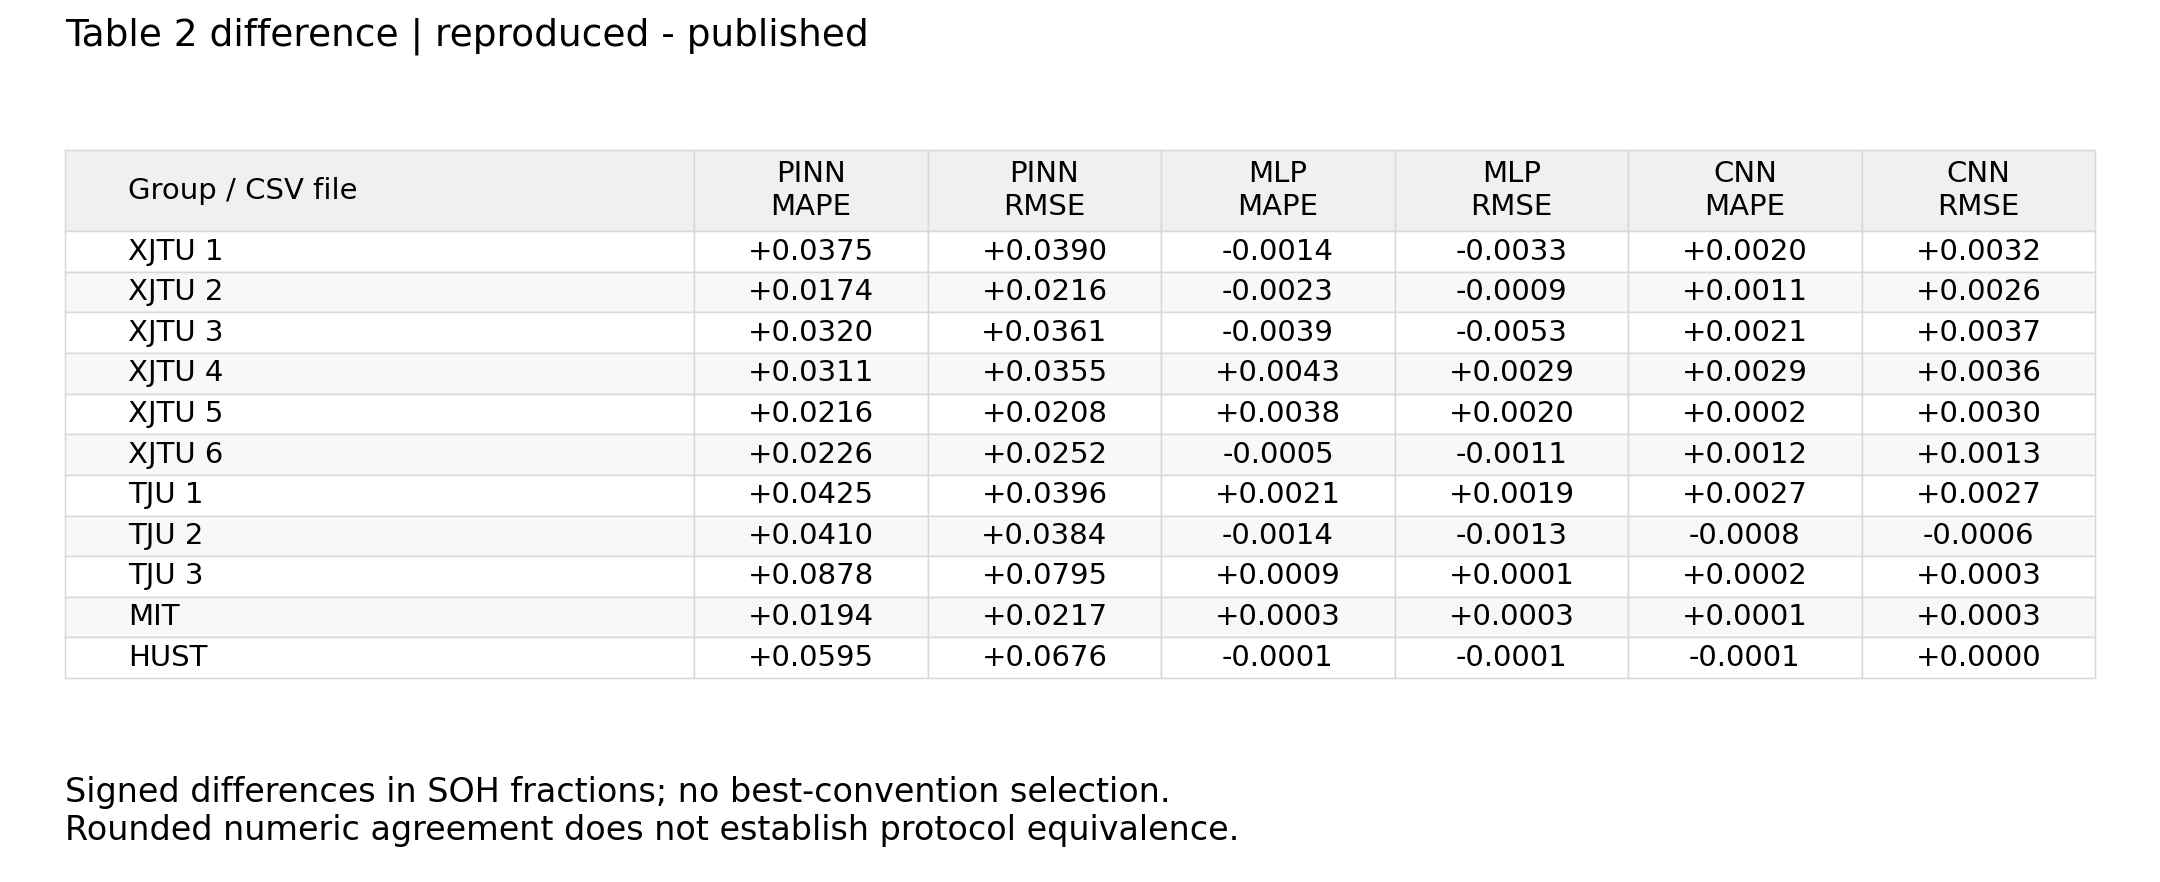 Table 2 difference | reproduced - published
Group / CSV file PINN MAPE PINN RMSE MLP MAPE MLP RMSE CNN MAPE CNN RMSE
XJTU 1 +0.0375 +0.0390 -0.0014 -0.0033 +0.0020 +0.0032
XJTU 2 +0.0174 +0.0216 -0.0023 -0.0009 +0.0011 +0.0026
XJTU 3 +0.0320 +0.0361 -0.0039 -0.0053 +0.0021 +0.0037
XJTU 4 +0.0311 +0.0355 +0.0043 +0.0029 +0.0029 +0.0036
XJTU 5 +0.0216 +0.0208 +0.0038 +0.0020 +0.0002 +0.0030
XJTU 6 +0.0226 +0.0252 -0.0005 -0.0011 +0.0012 +0.0013
TJU 1 +0.0425 +0.0396 +0.0021 +0.0019 +0.0027 +0.0027
TJU 2 +0.0410 +0.0384 -0.0014 -0.0013 -0.0008 -0.0006
TJU 3 +0.0878 +0.0795 +0.0009 +0.0001 +0.0002 +0.0003
MIT +0.0194 +0.0217 +0.0003 +0.0003 +0.0001 +0.0003
HUST +0.0595 +0.0676 -0.0001 -0.0001 -0.0001 +0.0000
Signed differences in SOH fractions; no best-convention selection.
Rounded numeric agreement does not establish protocol equivalence.